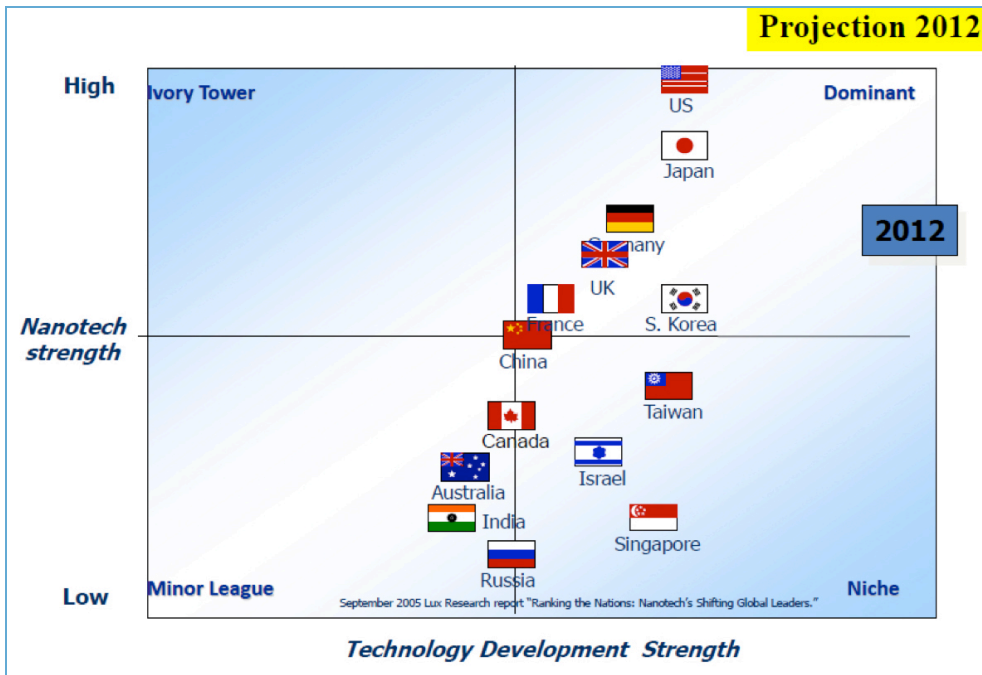 Projection 2012
High
Ivory Tower
Dominant
US
Japan
2012
Germany
UK
France
S. Korea
Nanotech
strength
China
Taiwan
Canada
Israel
Australia
India
Singapore
Russia
Low
Minor League
Niche
September 2005 Lux Research report "Ranking the Nations: Nanotech's Shifting Global Leaders."
Technology Development Strength